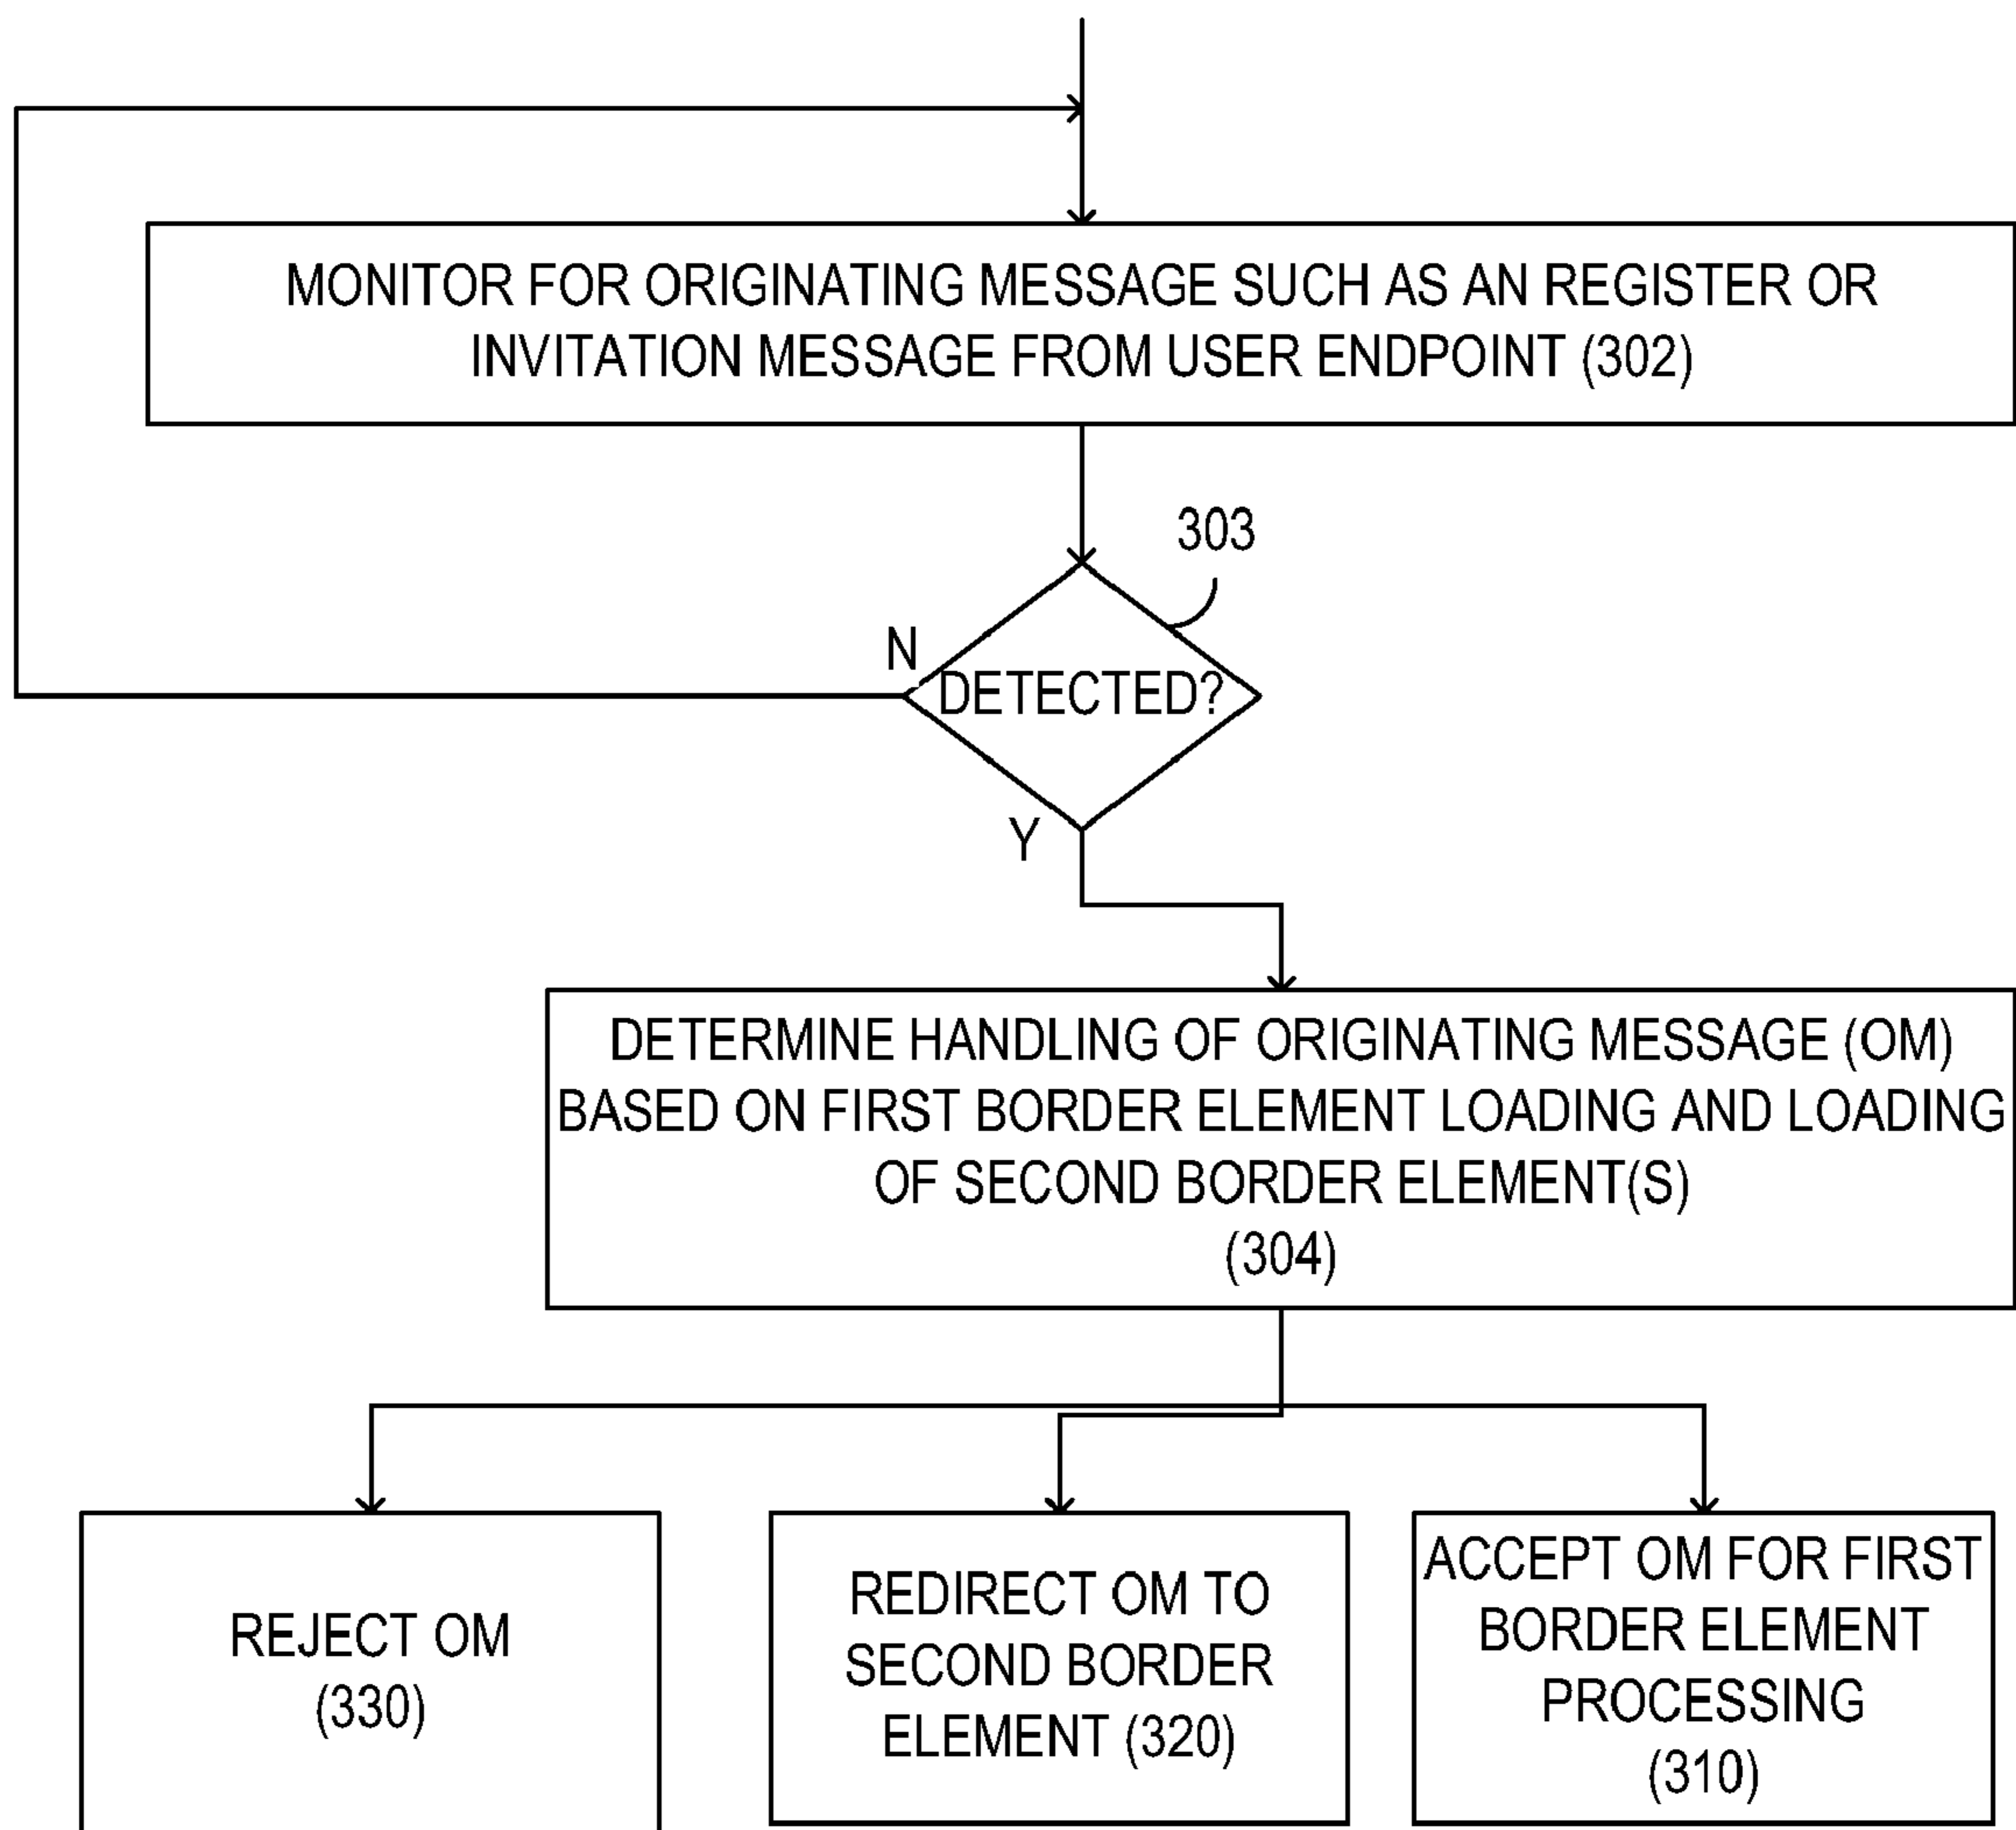 MONITOR FOR ORIGINATING MESSAGE SUCH AS AN REGISTER OR
INVITATION MESSAGE FROM USER ENDPOINT (302)
303
N
DETECTED?
Y
DETERMINE HANDLING OF ORIGINATING MESSAGE (OM)
BASED ON FIRST BORDER ELEMENT LOADING AND LOADING
OF SECOND BORDER ELEMENT(S)
(304)
REJECT OM
(330)
REDIRECT OM TO
SECOND BORDER
ELEMENT (320)
ACCEPT OM FOR FIRST
BORDER ELEMENT
PROCESSING
(310)